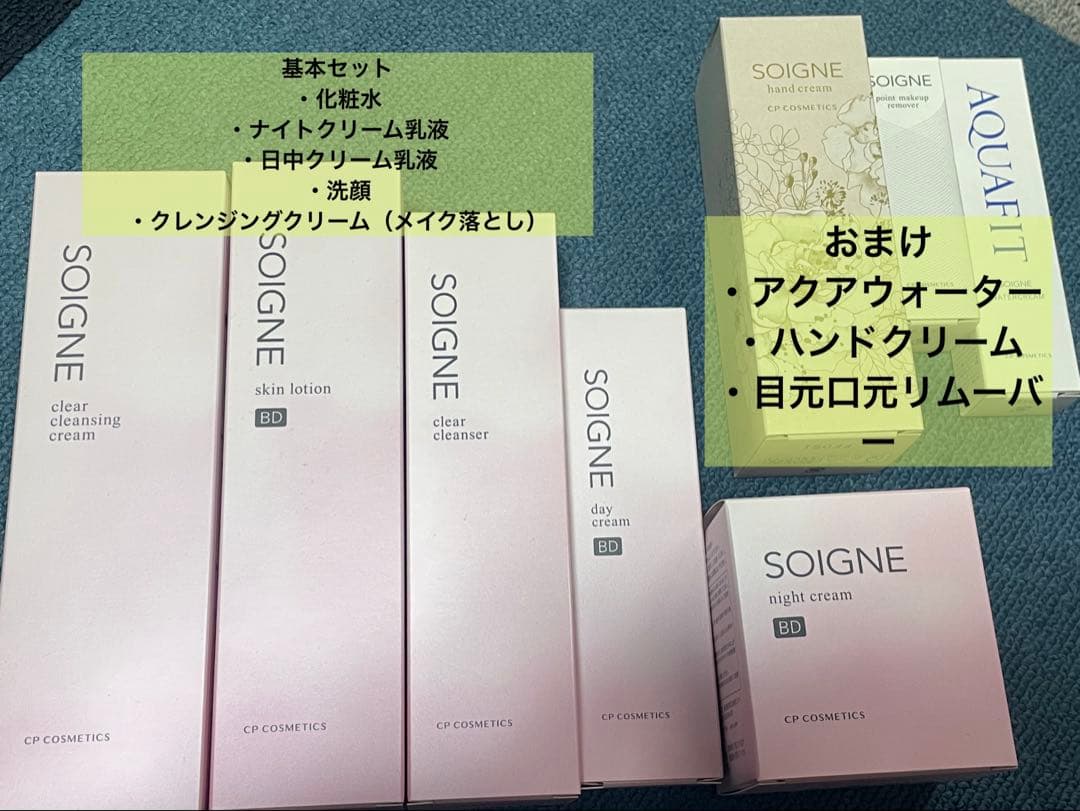 基本セット
・化粧水
・ナイトクリーム乳液
・日中クリーム乳液
・洗顔
・クレンジングクリーム（メイク落とし）
SOIGNE
hand cream
CP COSMETICS
SOIGNE
point makeup
remover
AQUAFIT
おまけ
・アクアウォーター
・ハンドクリーム
・目元口元リムーバ
ー
SOIGNE
clear
cleansing
cream
CP COSMETICS
SOIGNE
skin lotion
BD
CP COSMETICS
SOIGNE
clear
cleanser
CP COSMETICS
SOIGNE
day
cream
BD
CP COSMETICS
SOIGNE
night cream
BD
CP COSMETICS